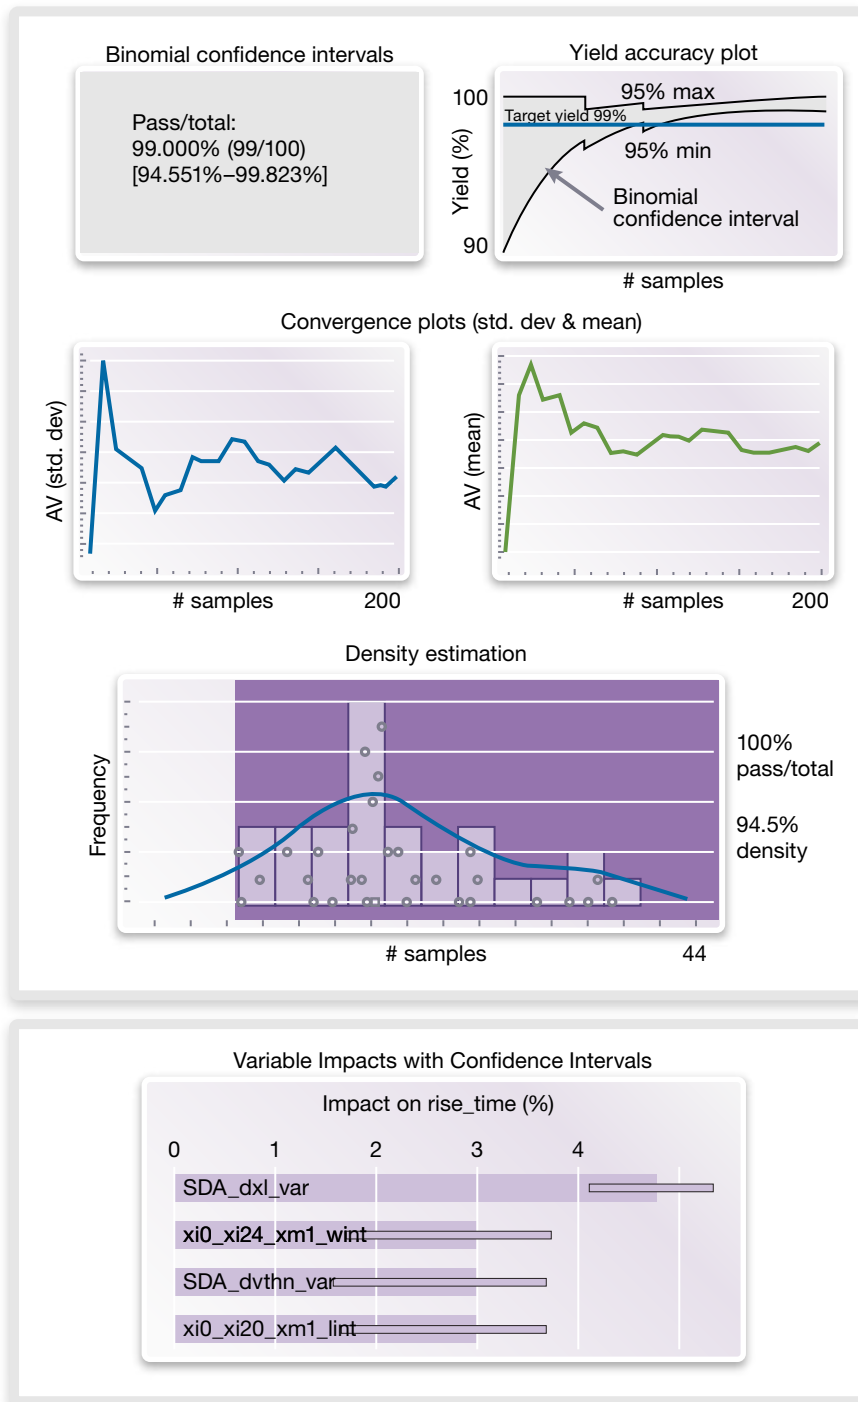 Binomial confidence intervals
Pass/total:
99.000% (99/100)
[94.551%–99.823%]
Yield accuracy plot
Yield (%)
100
90
95% max
Target yield 99%
95% min
Binomial
confidence interval
# samples
Convergence plots (std. dev & mean)
AV (std. dev)
# samples
200
AV (mean)
# samples
200
Density estimation
Frequency
100%
pass/total
94.5%
density
# samples
44
Variable Impacts with Confidence Intervals
Impact on rise_time (%)
0 1 2 3 4
SDA_dxl_var
xi0_xi24_xm1_wint
SDA_dvthn_var
xi0_xi20_xm1_lint